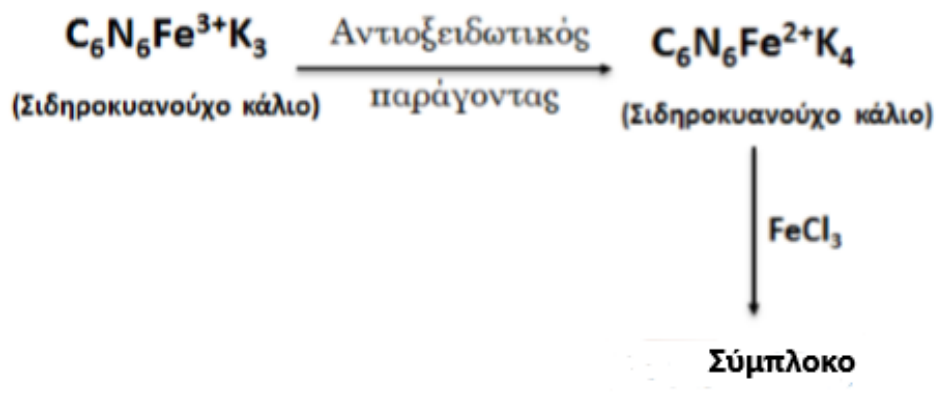 C₆N₆Fe³⁺K₃
Αντιοξειδωτικός
παράγοντας
C₆N₆Fe²⁺K₄
(Σιδηροκυανούχο κάλιο)
(Σιδηροκυανούχο κάλιο)
FeCl₃
Σύμπλοκο